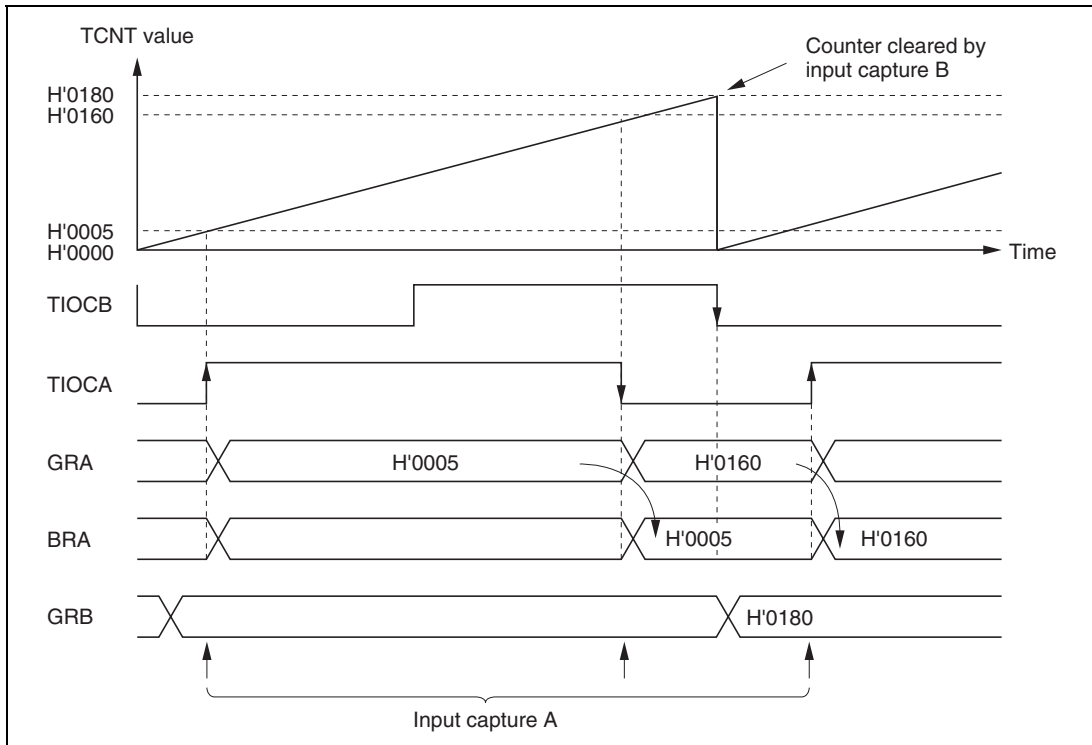 TCNT value
Counter cleared by
input capture B
H'0180
H'0160
H'0005
H'0000
Time
TIOCB
TIOCA
GRA
H'0005
H'0160
BRA
H'0005
H'0160
GRB
H'0180
Input capture A